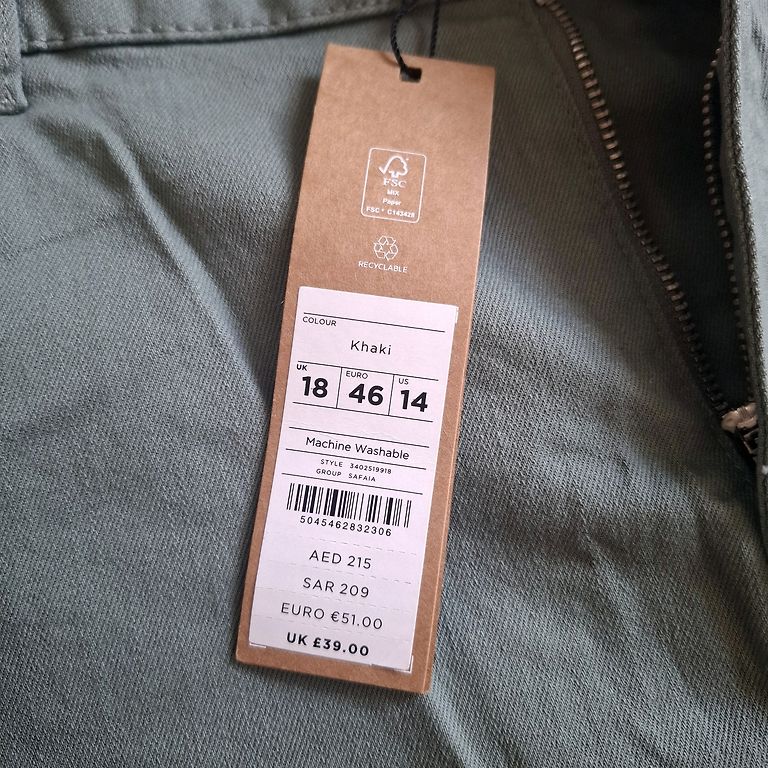 FSC
MIX
Paper
FSC® C143428
RECYCLABLE
COLOUR
Khaki
UK 18 EURO 46 US 14
Machine Washable
STYLE 3402519918
GROUP SAFAIA
5045462832306
AED 215
SAR 209
EURO €51.00
UK £39.00